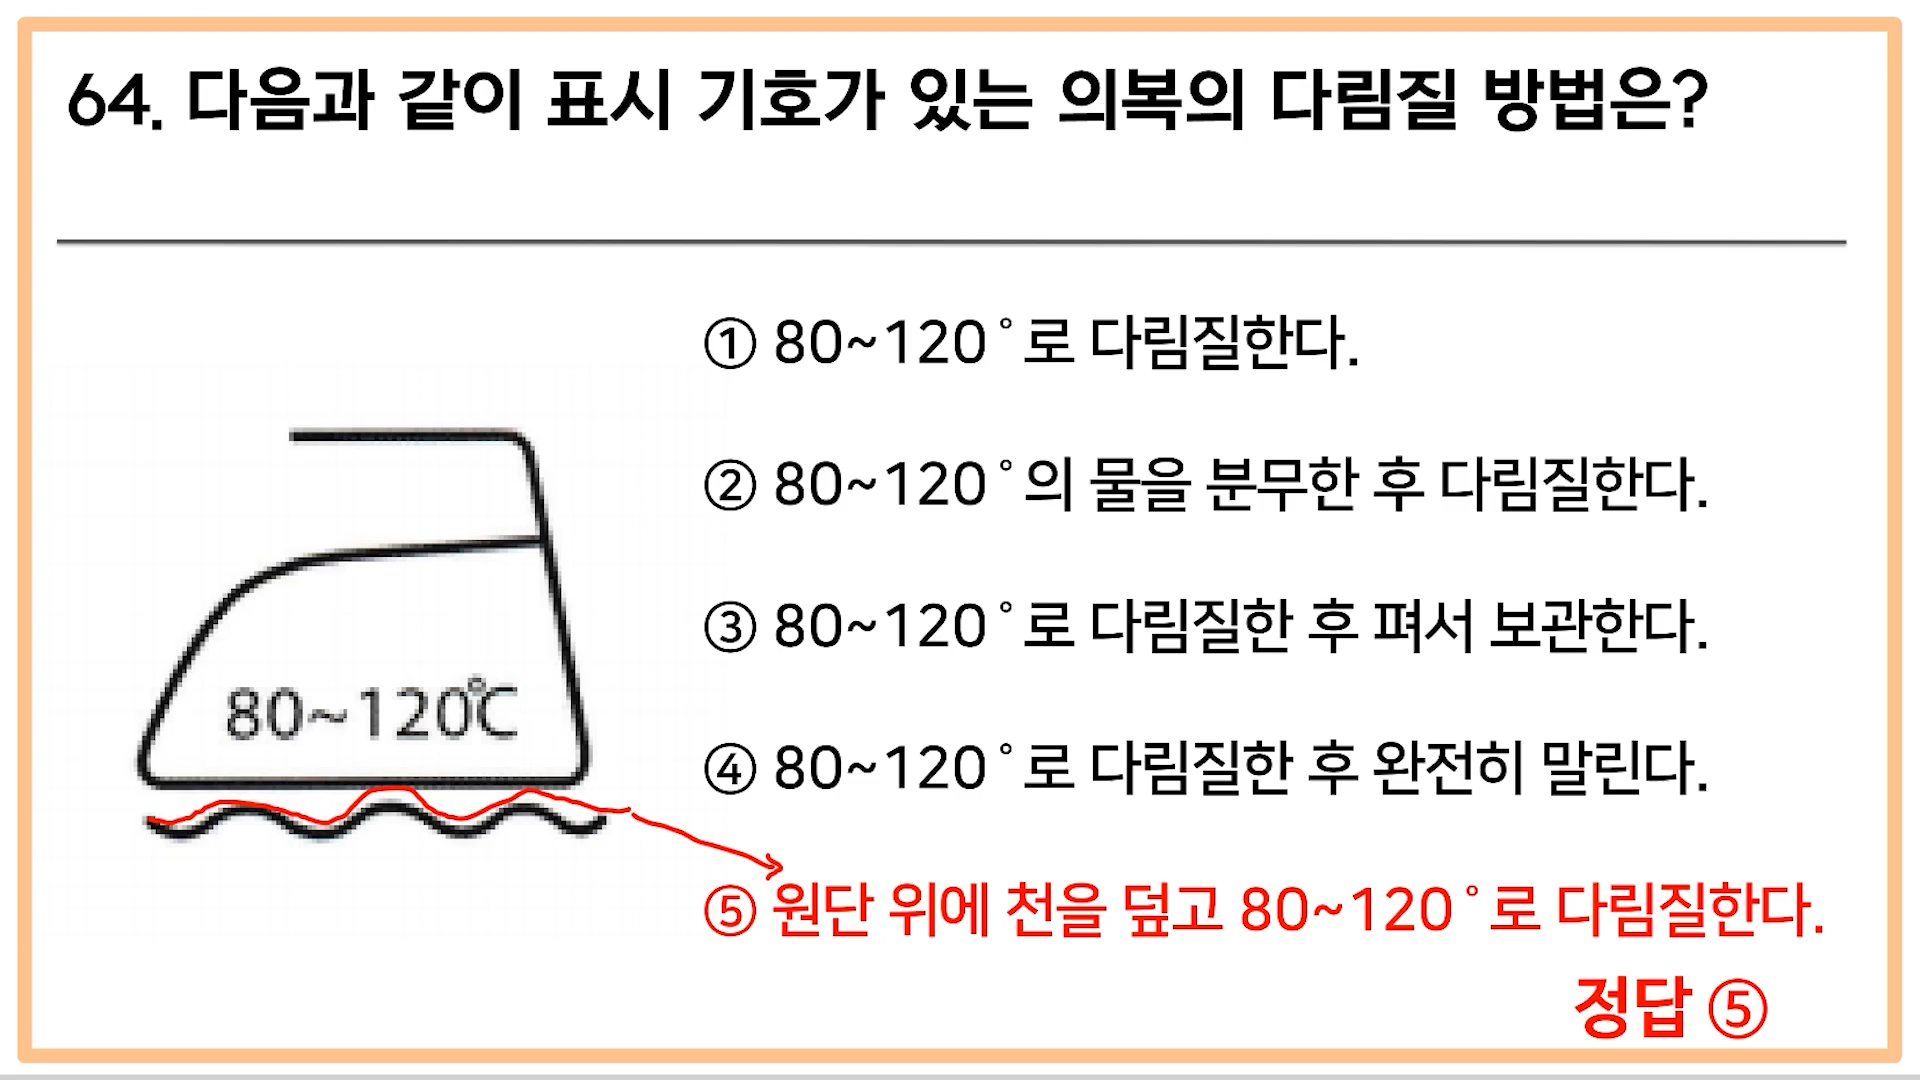 64. 다음과 같이 표시 기호가 있는 의복의 다림질 방법은?
① 80~120˚로 다림질한다.
② 80~120˚의 물을 분무한 후 다림질한다.
③ 80~120˚로 다림질한 후 펴서 보관한다.
④ 80~120˚로 다림질한 후 완전히 말린다.
⑤ 원단 위에 천을 덮고 80~120˚로 다림질한다.
80~120℃
정답 ⑤